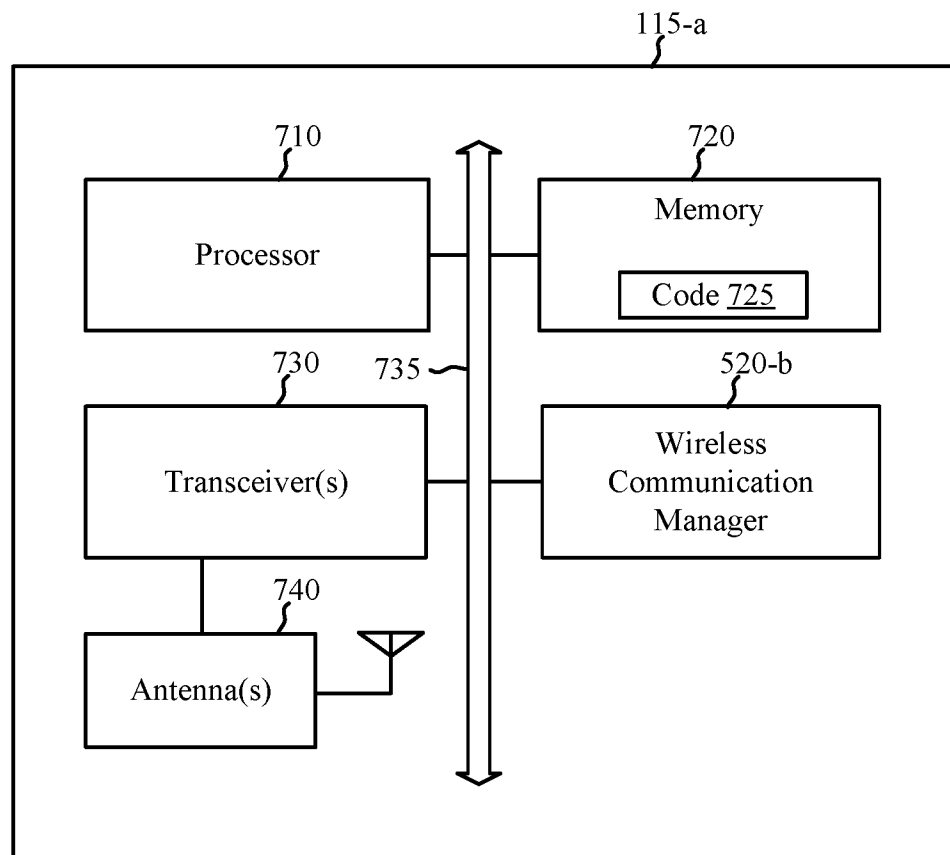 115-a
710
720
Processor
Memory
Code 725
730
735
520-b
Transceiver(s)
Wireless
Communication
Manager
740
Antenna(s)